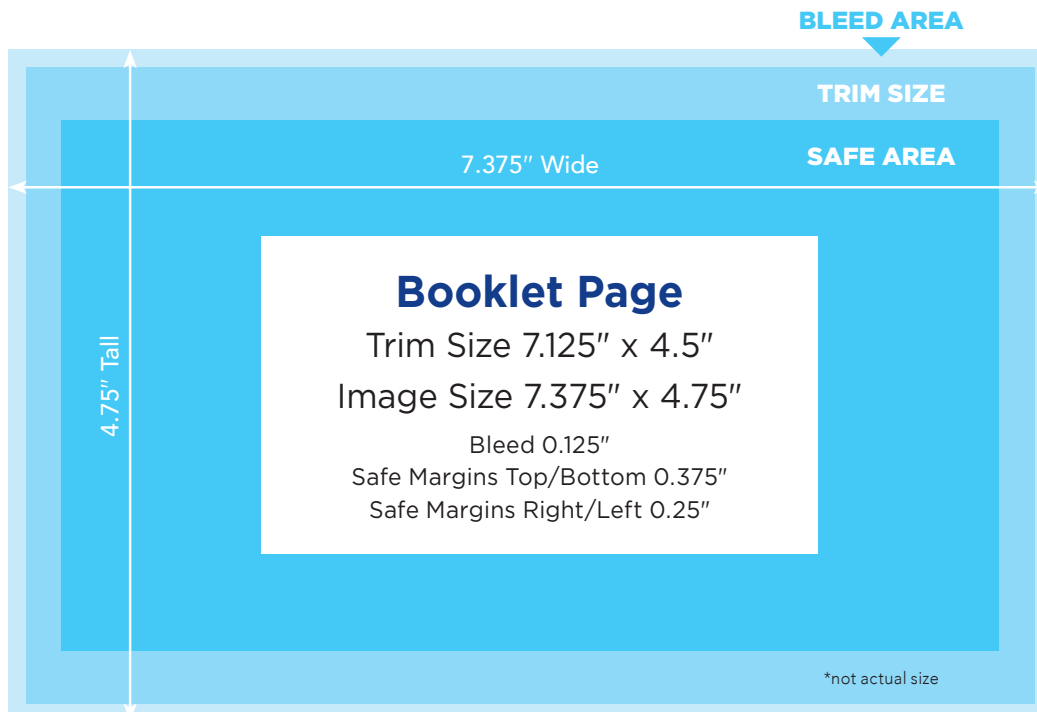 BLEED AREA
TRIM SIZE
SAFE AREA
7.375" Wide
4.75" Tall
Booklet Page
Trim Size 7.125" x 4.5"
Image Size 7.375" x 4.75"
Bleed 0.125"
Safe Margins Top/Bottom 0.375"
Safe Margins Right/Left 0.25"
*not actual size